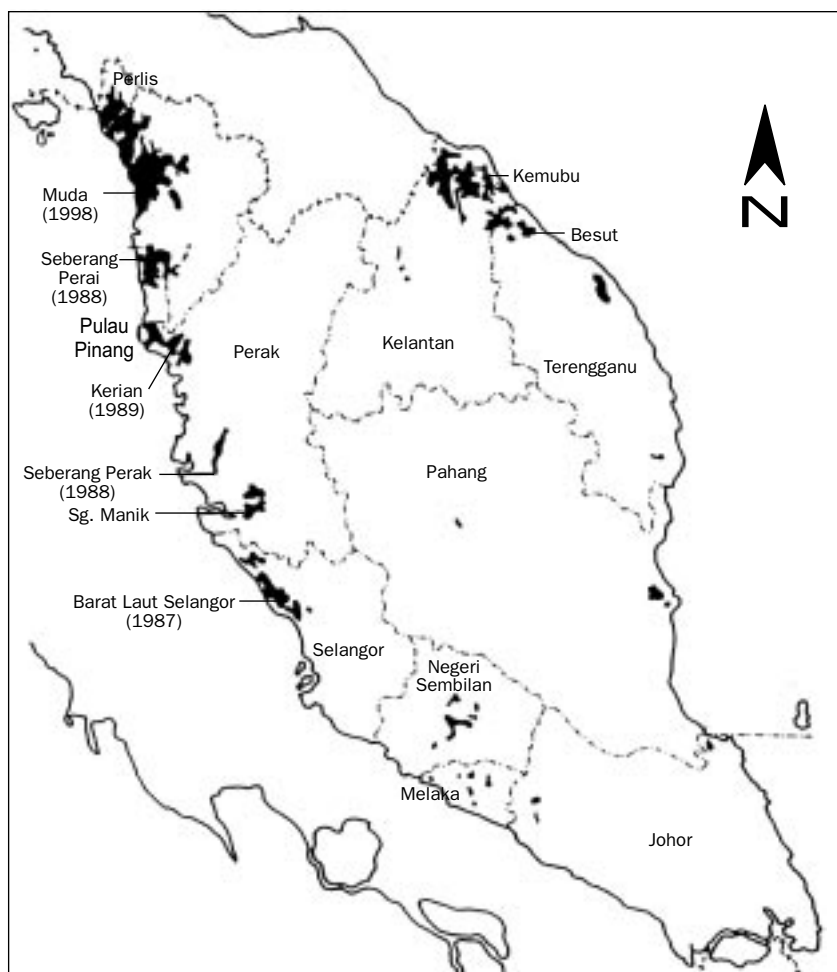 Perlis
Muda
(1998)
Seberang
Perai
(1988)
Pulau
Pinang
Kerian
(1989)
Seberang Perak
(1988)
Sg. Manik
Barat Laut Selangor
(1987)
Perak
Kelantan
Kemubu
Besut
Terengganu
Pahang
Selangor
Negeri
Sembilan
Melaka
Johor
N